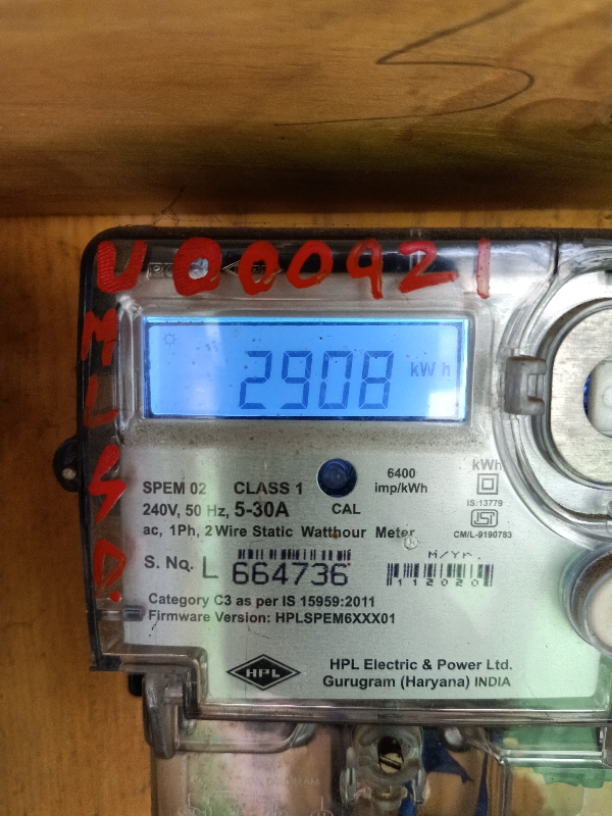 U000921
MLSD.
2908 kWh
SPEM 02 CLASS 1
CAL
6400
imp/kWh
kWh
IS:13779
ISI
CM/L-9190783
240V, 50 Hz, 5-30A
ac, 1Ph, 2 Wire Static Watthour Meter
S. No. L 664736
M/Yr.
112020
Category C3 as per IS 15959:2011
Firmware Version: HPLSPEM6XXX01
HPL
HPL Electric & Power Ltd.
Gurugram (Haryana) INDIA